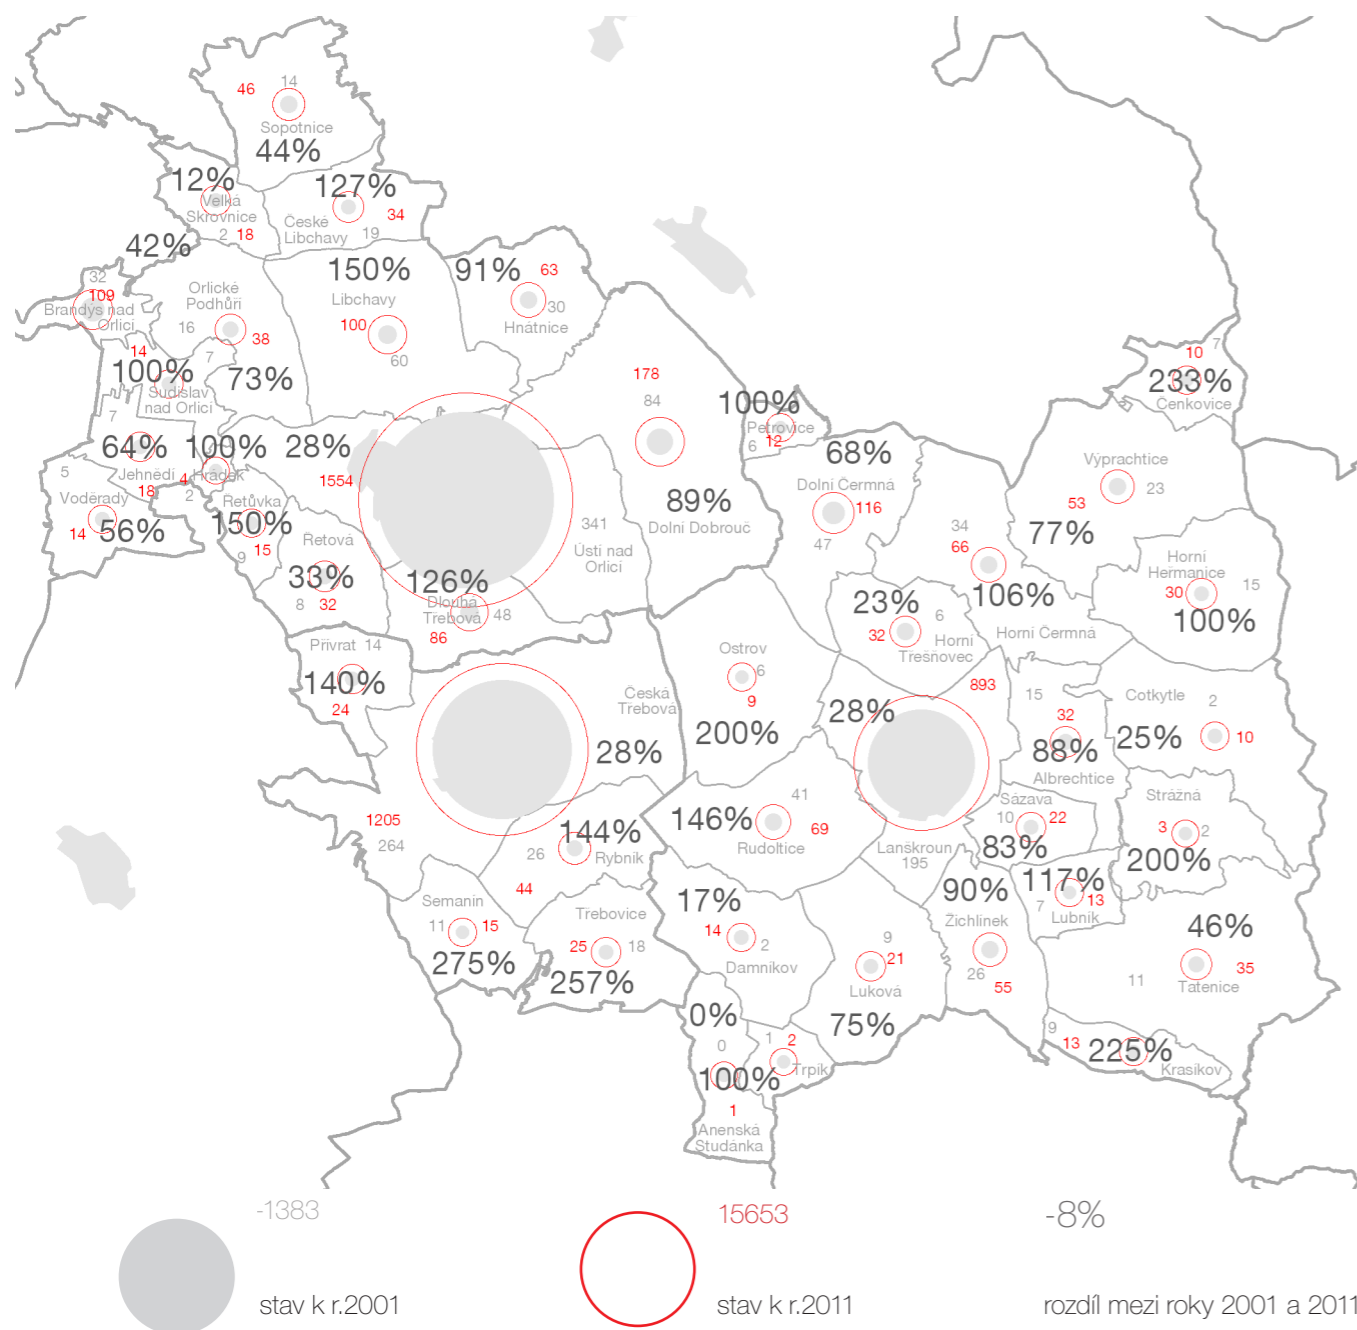 46
14
Sopotnice
44%
12%
Velká
Skrovnice
2
18
127%
České
Libchavy
34
19
42%
32
109
Brandýs nad
Orlicí
Orlické
Podhůří
16
38
73%
150%
Libchavy
100
60
91%
63
30
Hnátnice
14
7
100%
Sudislav
nad Orlicí
7
64%
Jehnědí
18
100%
Hrádek
4
2
5
Voděrady
14
56%
28%
1554
341
Ústí nad
Orlicí
Řetůvka
150%
9
15
Řetová
33%
8
32
126%
Dlouhá
Třebová
48
86
178
84
89%
Dolní Dobrouč
100%
Petrovice
6
12
68%
Dolní Čermná
116
47
10
7
233%
Čenkovice
Výprachtice
53
23
77%
34
66
106%
Horní Čermná
Horní
Heřmanice
15
30
100%
23%
6
32
Horní
Třešňovec
Přívrat 14
140%
24
Česká
Třebová
28%
1205
264
Ostrov
6
9
200%
893
28%
Lanškroun
195
15
32
88%
Albrechtice
Cotkytle
2
25%
10
144%
26
Rybník
44
146%
41
69
Rudoltice
Sázava
10
22
83%
Strážná
3
2
200%
Semanín
11
15
275%
Třebovice
25
18
257%
17%
14
2
Damníkov
9
21
Luková
75%
90%
Žichlínek
26
55
117%
7
13
Lubník
46%
35
11
Tatenice
0%
0
1
2
100%
Trpík
1
Anenská
Studánka
9
13
225%
Krasíkov
-1383
15653
-8%
stav k r.2001
stav k r.2011
rozdíl mezi roky 2001 a 2011